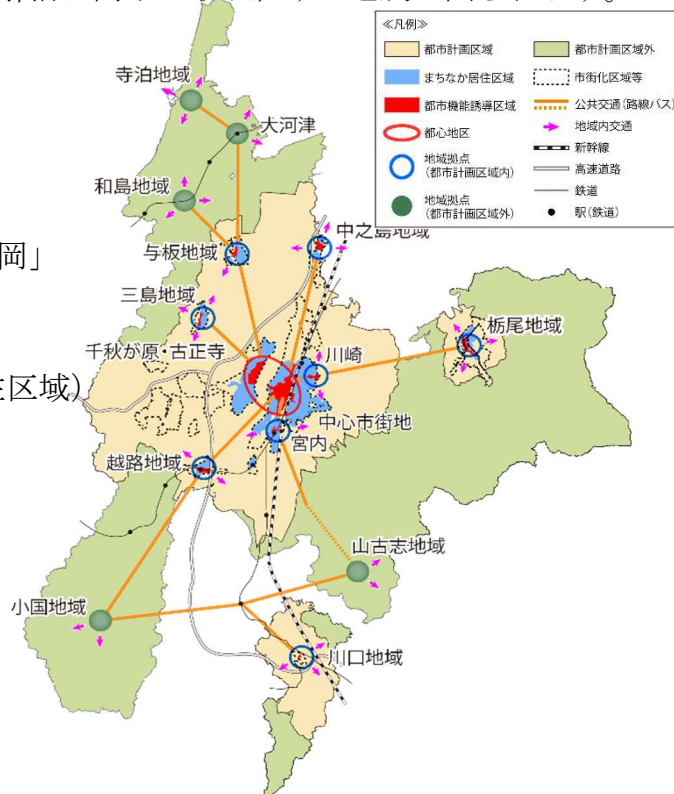 ≪凡例≫
都市計画区域
都市計画区域外
まちなか居住区域
市街化区域等
都市機能誘導区域
公共交通(路線バス)
都心地区
地域内交通
新幹線
地域拠点
(都市計画区域内)
高速道路
鉄道
地域拠点
(都市計画区域外)
駅(鉄道)
寺泊地域
大河津
和島地域
中之島地域
岡」
与板地域
三島地域
栃尾地域
千秋が原・古正寺
川崎
住区域)
中心市街地
宮内
越路地域
山古志地域
小国地域
川口地域